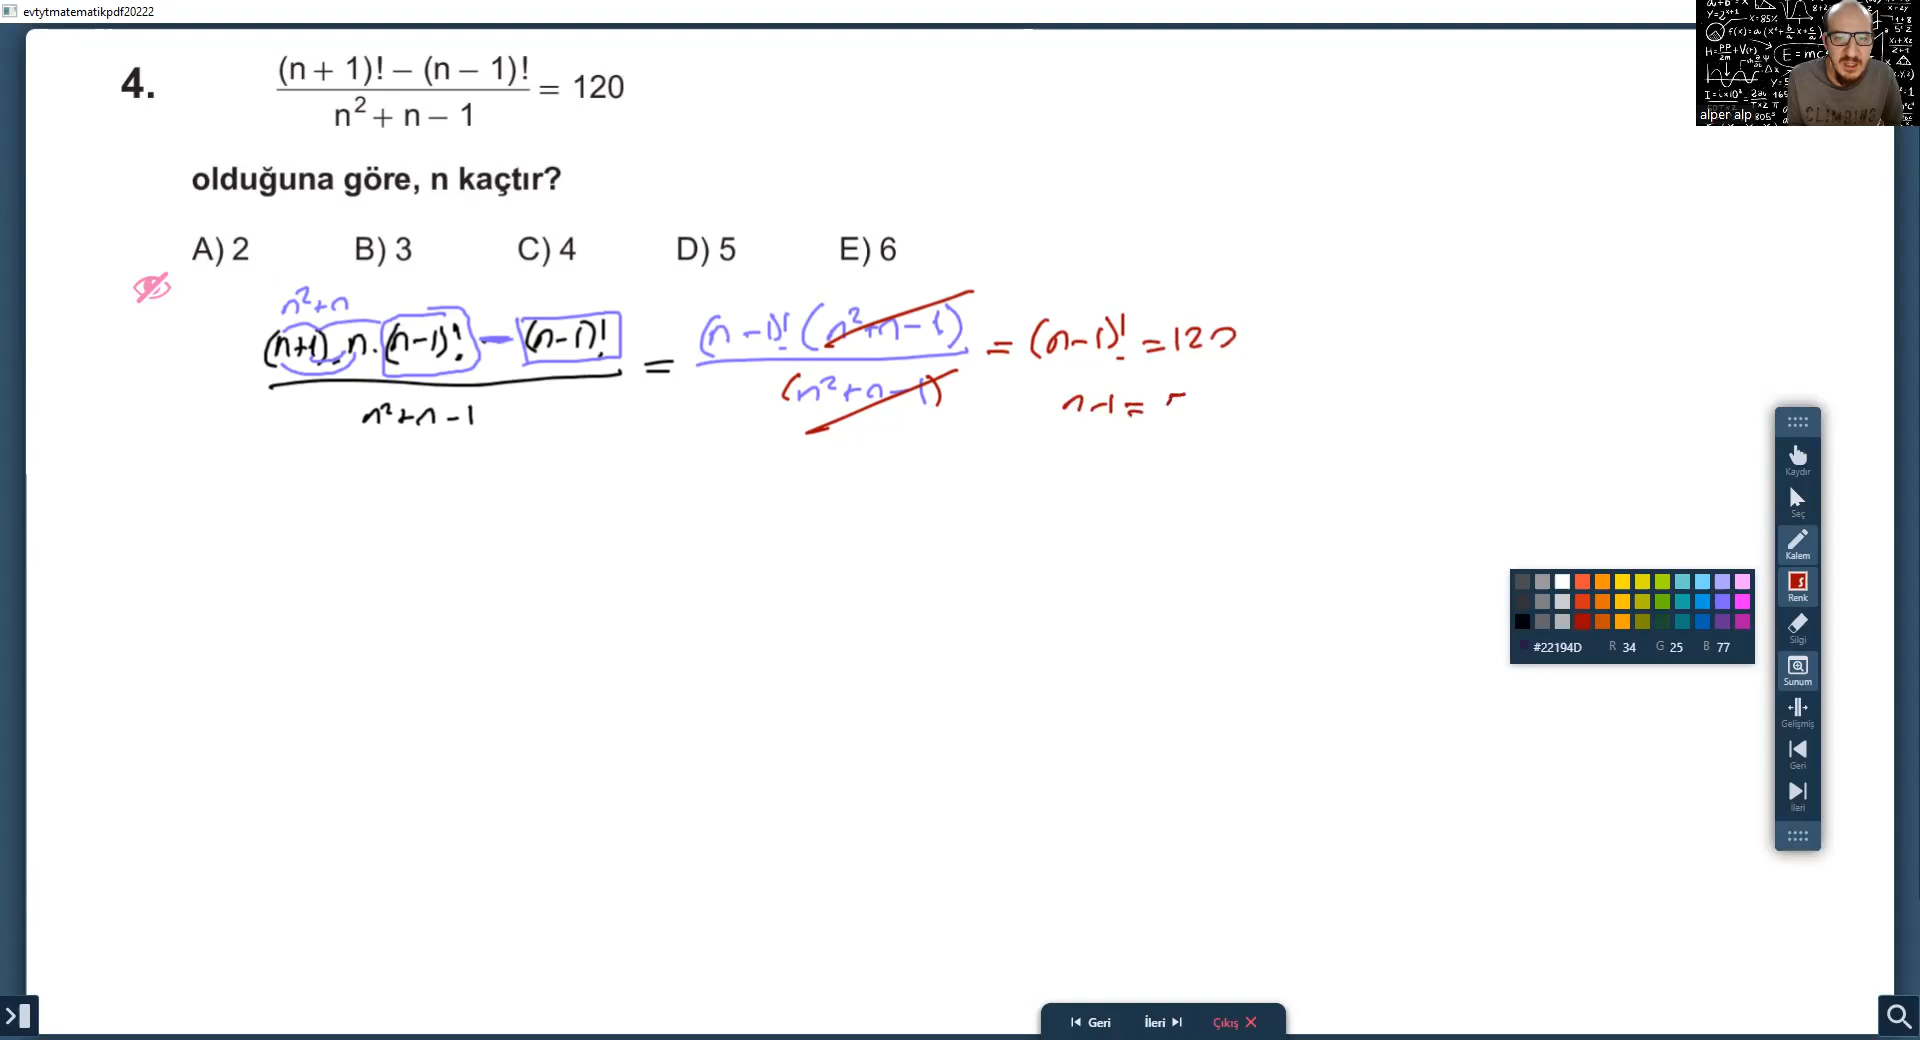 evtytmatematikpdf20222
4. (n + 1)! − (n − 1)! / n² + n − 1 = 120
olduğuna göre, n kaçtır?
A) 2 B) 3 C) 4 D) 5 E) 6
n²+n
(n+1).n.(n-1)! - (n-1)! / n²+n-1 = (n-1)! (n²+n-1) / (n²+n-1) = (n-1)! = 120
n-1 =
alper alp
E = mc
CLIMBING
Kaydır
Seç
Kalem
Renk
Silgi
Sunum
Gelişmiş
Geri
İleri
#22194D R 34 G 25 B 77
Geri İleri Çıkış